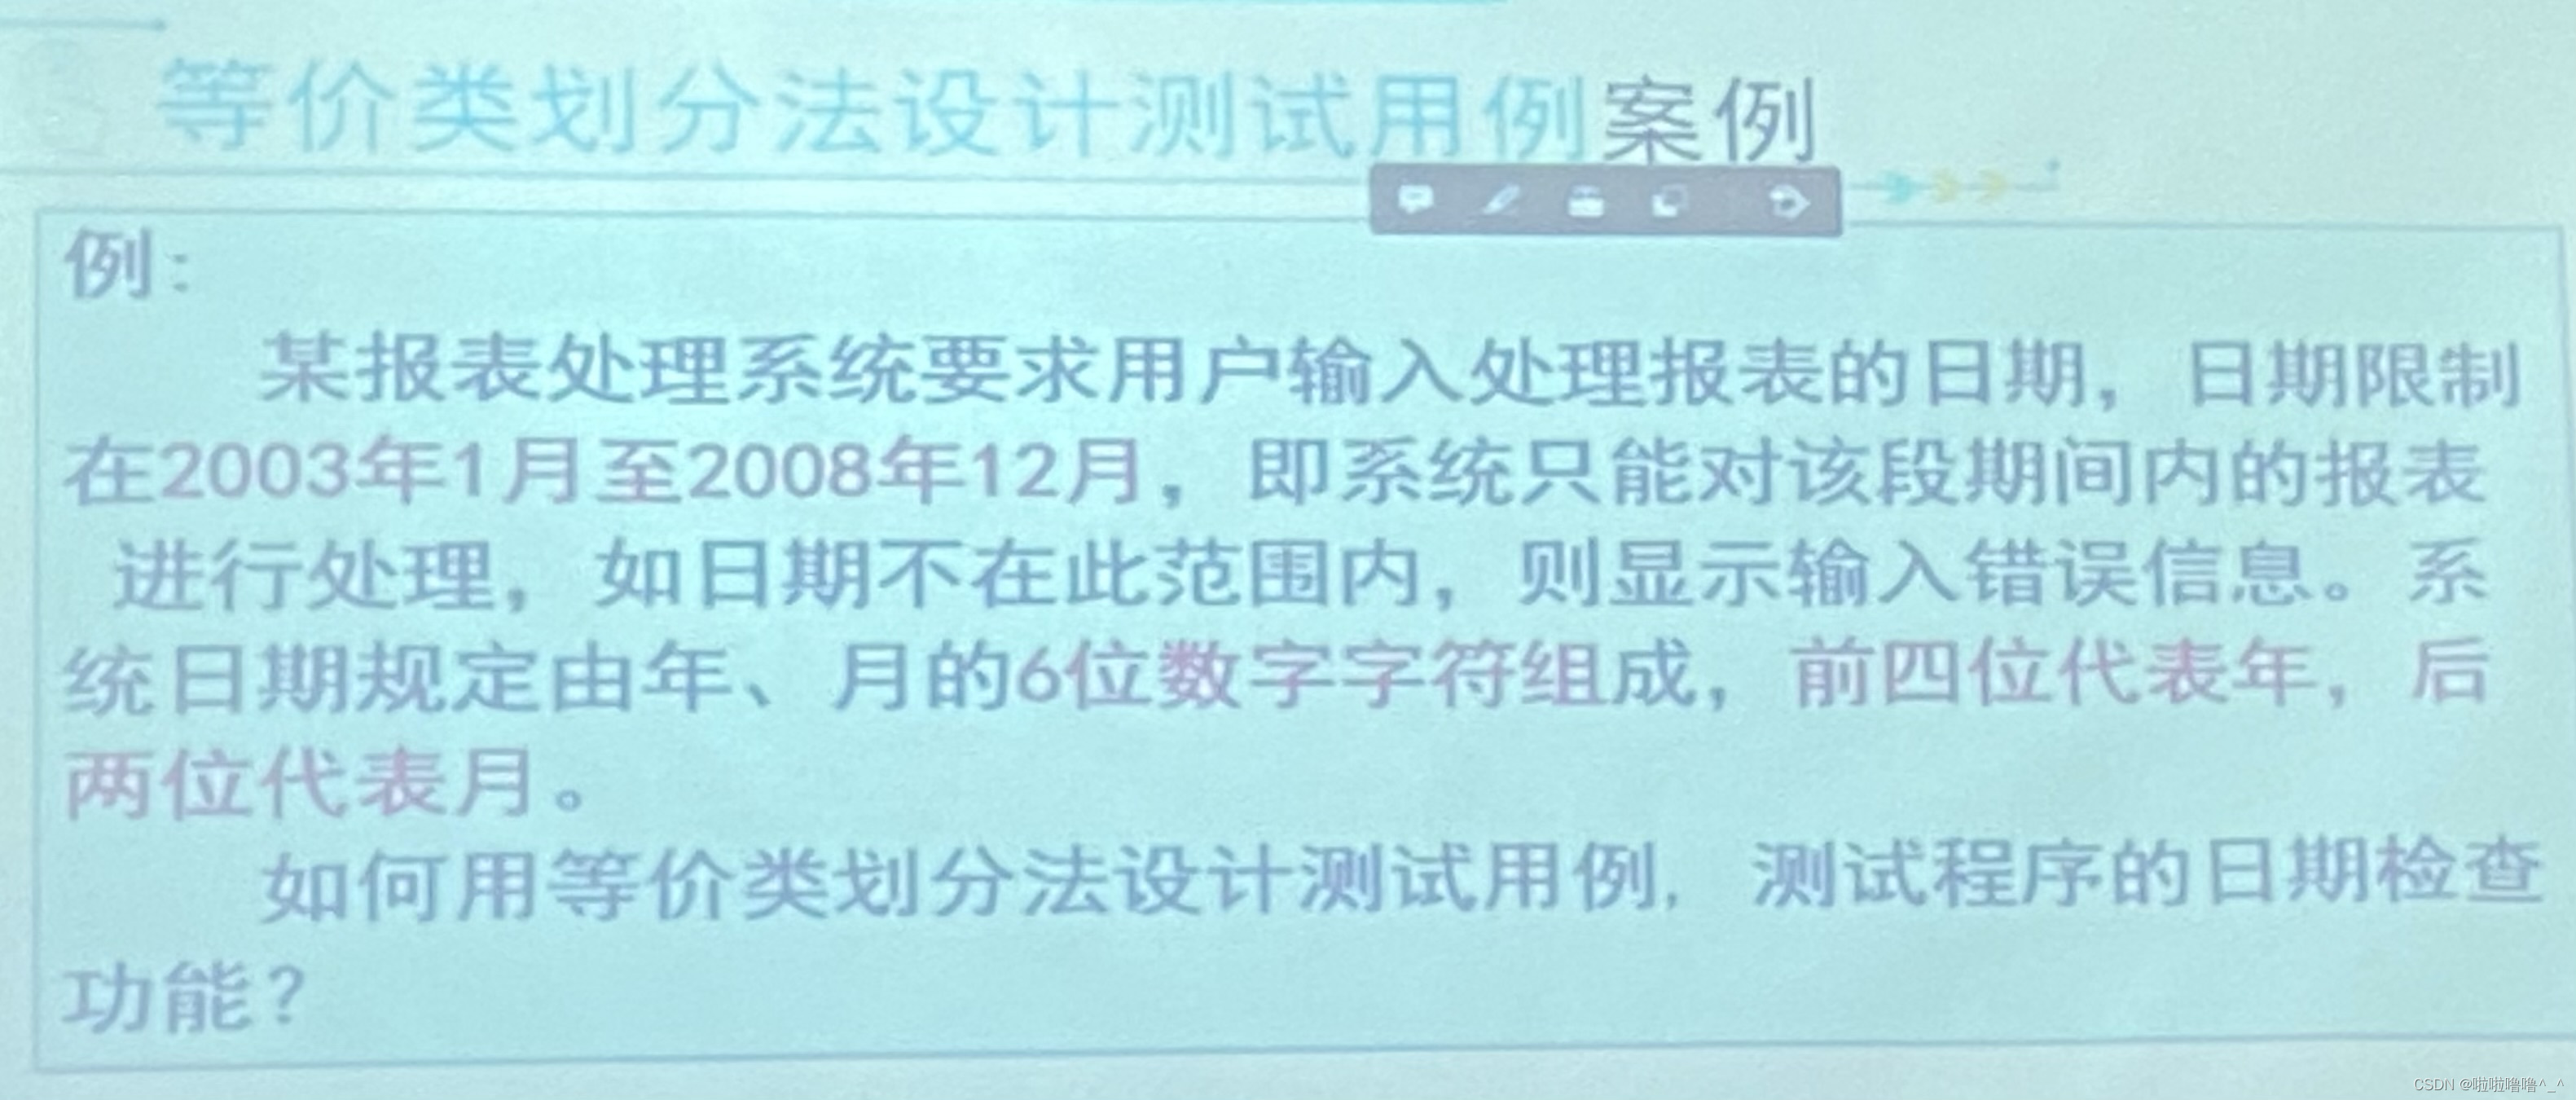 等价类划分法设计测试用例案例
例:
某报表处理系统要求用户输入处理报表的日期，日期限制
在2003年1月至2008年12月，即系统只能对该段期间内的报表
进行处理，如日期不在此范围内，则显示输入错误信息。系
统日期规定由年、月的6位数字字符组成，前四位代表年，后
两位代表月。
如何用等价类划分法设计测试用例，测试程序的日期检查
功能？
CSDN @啦啦噜噜^_^